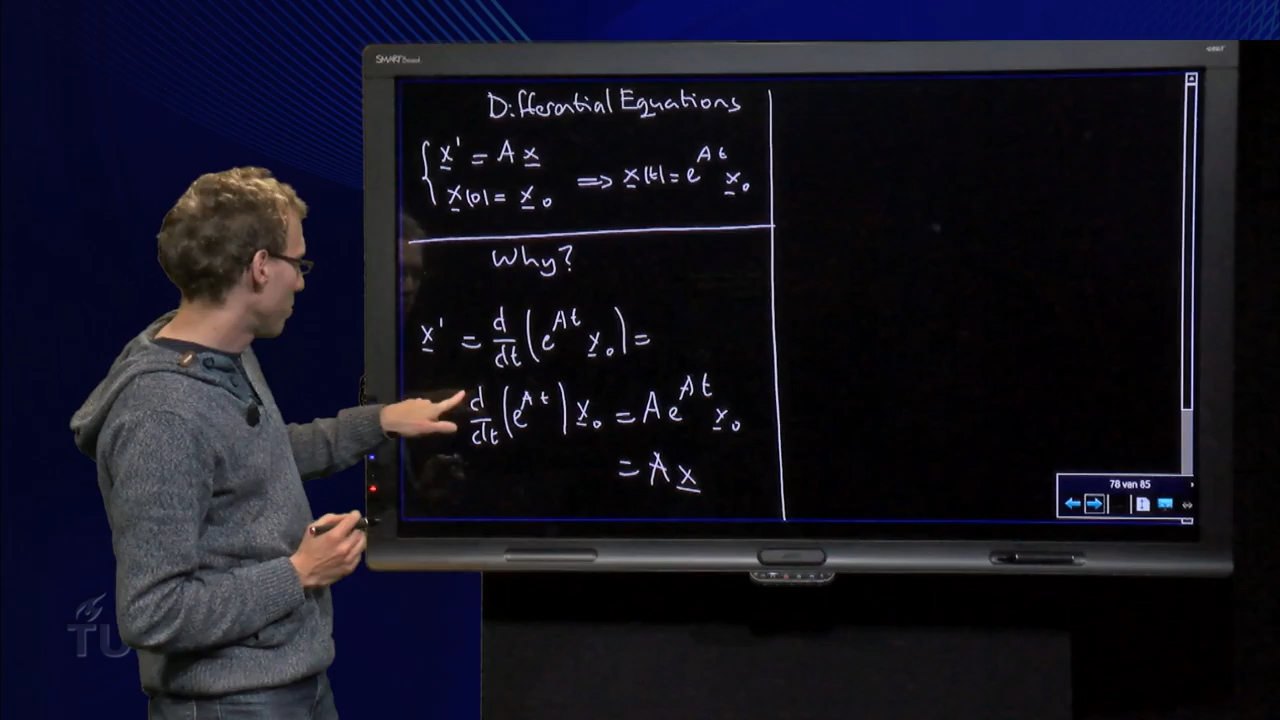 SMART Board
Differential Equations
x' = A x
x(0) = x₀ ⟹ x(t) = e^{At} x₀
Why?
x' = d/dt (e^{At} x₀) =
d/dt (e^{At}) x₀ = A e^{At} x₀
= A x
78 van 85
TU